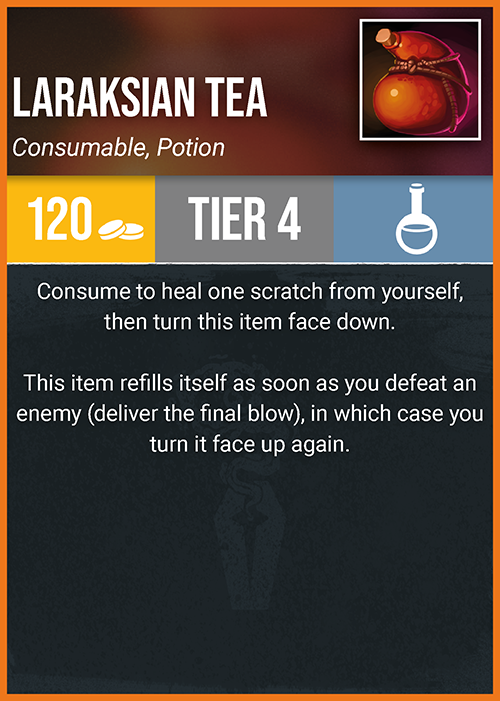 LARAKSIAN TEA
Consumable, Potion
120
TIER 4
Consume to heal one scratch from yourself,
then turn this item face down.
This item refills itself as soon as you defeat an
enemy (deliver the final blow), in which case you
turn it face up again.